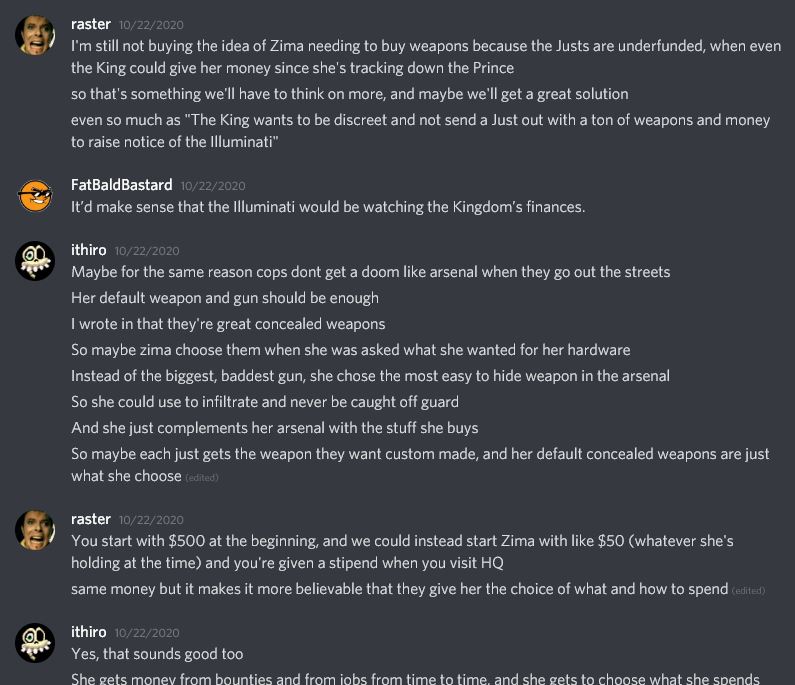 raster 10/22/2020
I'm still not buying the idea of Zima needing to buy weapons because the Justs are underfunded, when even
the King could give her money since she's tracking down the Prince
so that's something we'll have to think on more, and maybe we'll get a great solution
even so much as "The King wants to be discreet and not send a Just out with a ton of weapons and money
to raise notice of the Illuminati"
FatBaldBastard 10/22/2020
It’d make sense that the Illuminati would be watching the Kingdom’s finances.
ithiro 10/22/2020
Maybe for the same reason cops dont get a doom like arsenal when they go out the streets
Her default weapon and gun should be enough
I wrote in that they're great concealed weapons
So maybe zima choose them when she was asked what she wanted for her hardware
Instead of the biggest, baddest gun, she chose the most easy to hide weapon in the arsenal
So she could use to infiltrate and never be caught off guard
And she just complements her arsenal with the stuff she buys
So maybe each just gets the weapon they want custom made, and her default concealed weapons are just
what she choose (edited)
raster 10/22/2020
You start with $500 at the beginning, and we could instead start Zima with like $50 (whatever she's
holding at the time) and you're given a stipend when you visit HQ
same money but it makes it more believable that they give her the choice of what and how to spend (edited)
ithiro 10/22/2020
Yes, that sounds good too
She gets money from bounties and from jobs from time to time, and she gets to choose what she spends